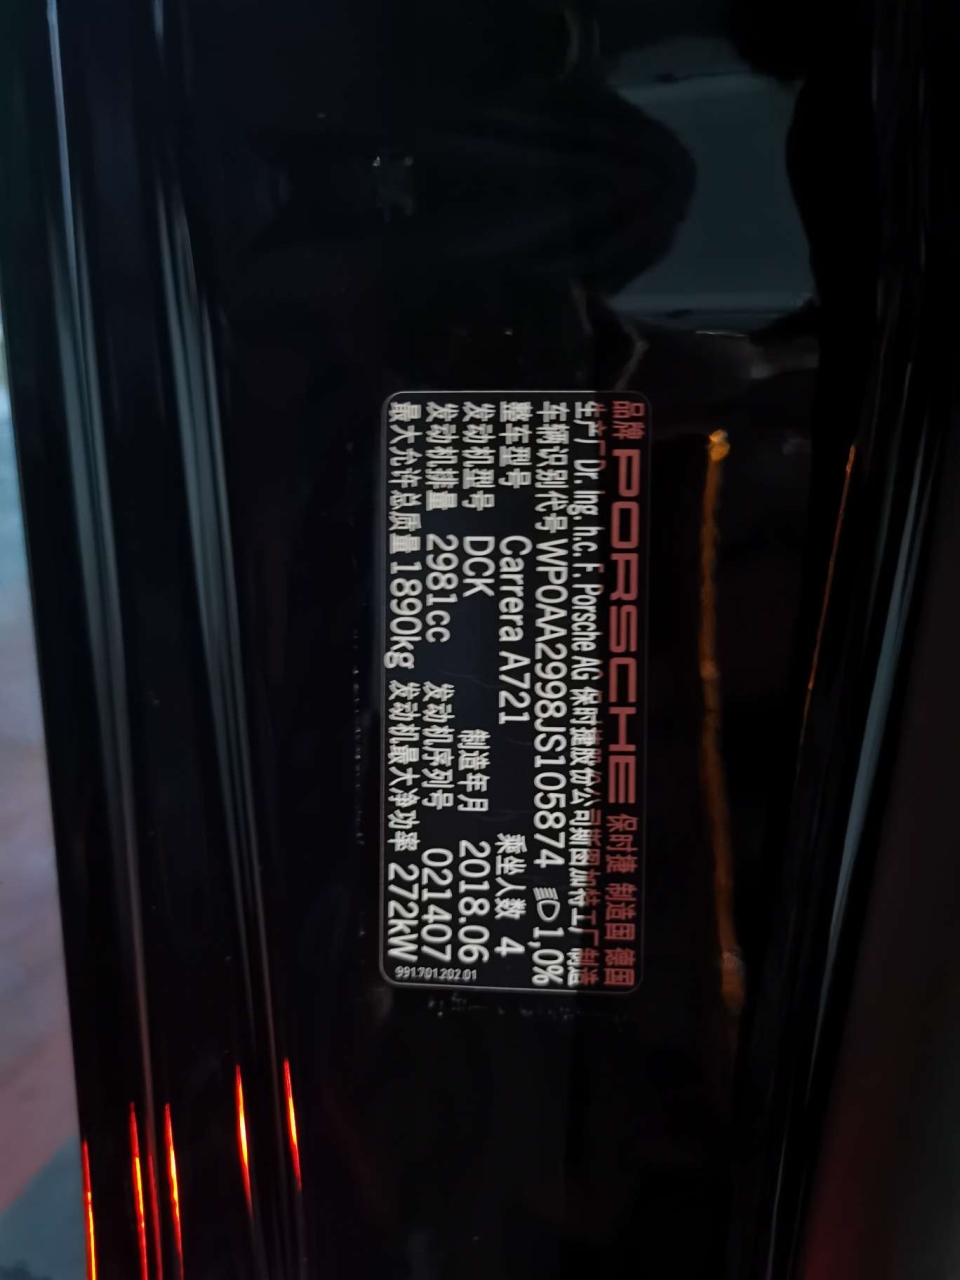 品牌 PORSCHE 保时捷 制造国 德国
生产厂 Dr. Ing. h.c. F. Porsche AG 保时捷股份公司斯图加特工厂制造
车辆识别代号 WP0AA2998JS105874 1,0%
整车型号 Carrera A721 乘坐人数 4
发动机型号 DCK 制造年月 2018.06
发动机排量 2981cc 发动机序列号 021407
最大允许总质量 1890kg 发动机最大净功率 272kW
991.701.202.01